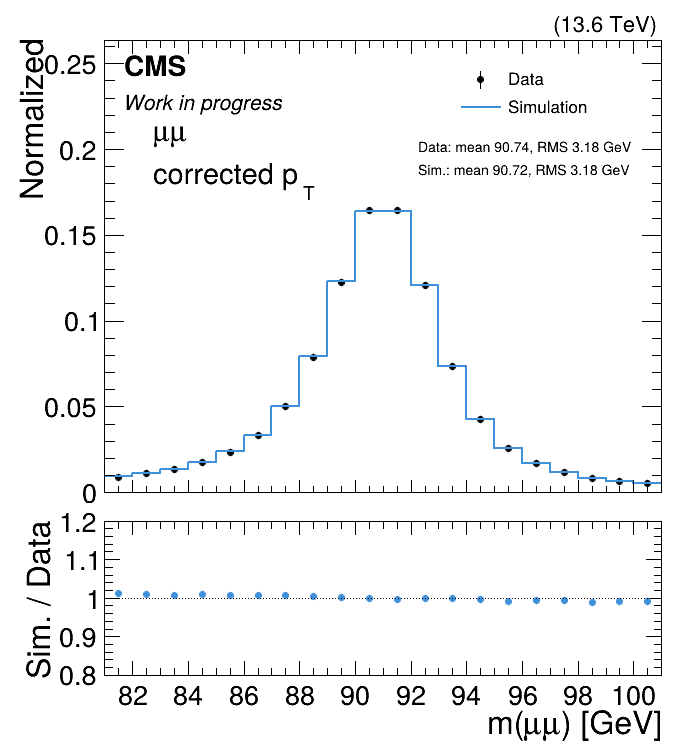 (13.6 TeV)
Normalized
0.25
0.2
0.15
0.1
0.05
0
CMS
Work in progress
μμ
corrected p_T
Data
Simulation
Data: mean 90.74, RMS 3.18 GeV
Sim.: mean 90.72, RMS 3.18 GeV
Sim. / Data
1.2
1.1
1
0.9
0.8
82 84 86 88 90 92 94 96 98 100
m(μμ) [GeV]